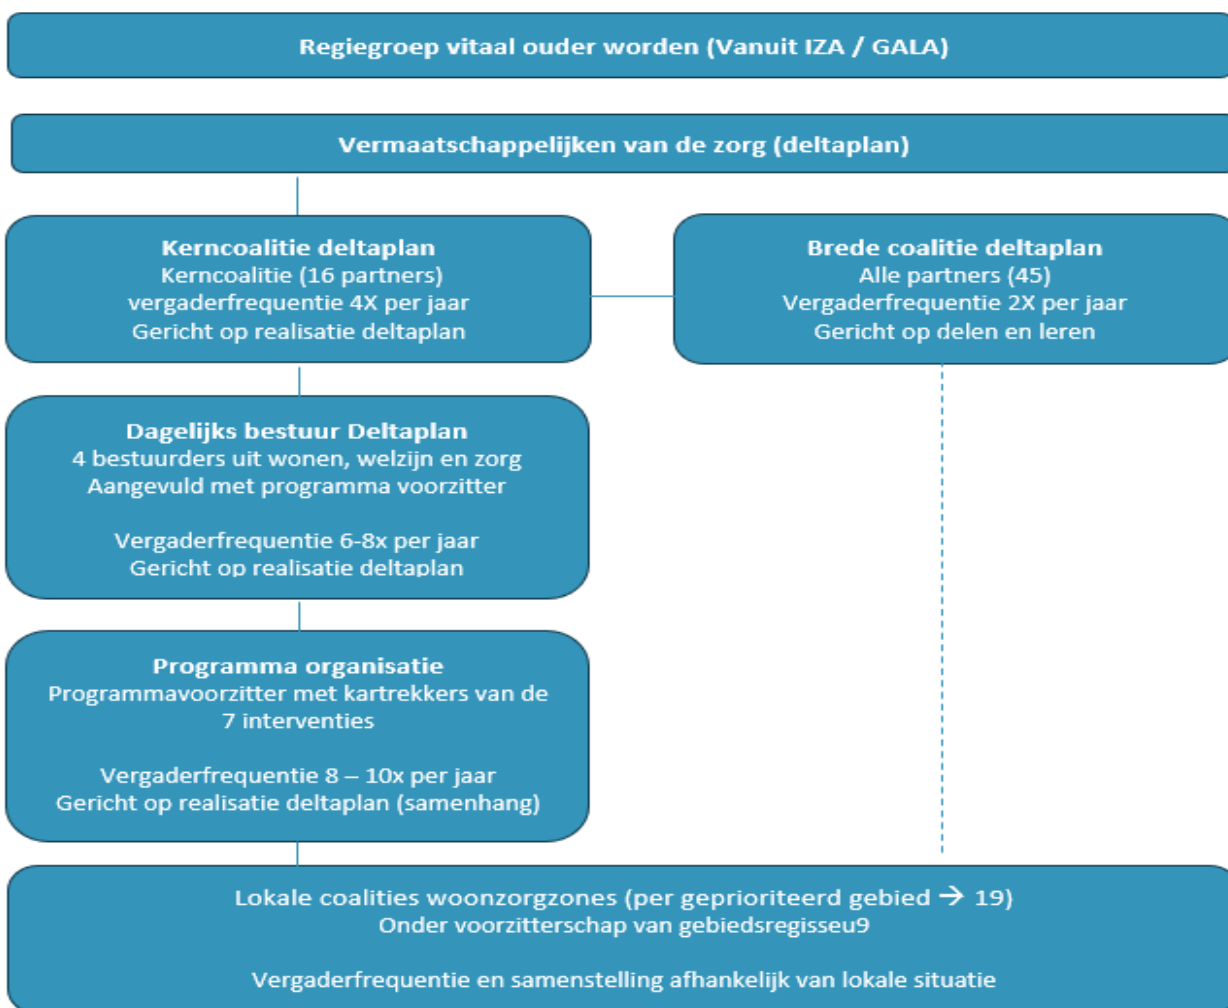 Regiegroep vitaal ouder worden (Vanuit IZA / GALA)
Vermaatschappelijken van de zorg (deltaplan)
Kerncoalitie deltaplan
Kerncoalitie (16 partners)
vergaderfrequentie 4X per jaar
Gericht op realisatie deltaplan
Brede coalitie deltaplan
Alle partners (45)
Vergaderfrequentie 2X per jaar
Gericht op delen en leren
Dagelijks bestuur Deltaplan
4 bestuurders uit wonen, welzijn en zorg
Aangevuld met programma voorzitter
Vergaderfrequentie 6-8x per jaar
Gericht op realisatie deltaplan
Programma organisatie
Programmavoorzitter met kartrekkers van de
7 interventies
Vergaderfrequentie 8 – 10x per jaar
Gericht op realisatie deltaplan (samenhang)
Lokale coalities woonzorgzones (per geprioriteerd gebied → 19)
Onder voorzitterschap van gebiedsregisseu9
Vergaderfrequentie en samenstelling afhankelijk van lokale situatie